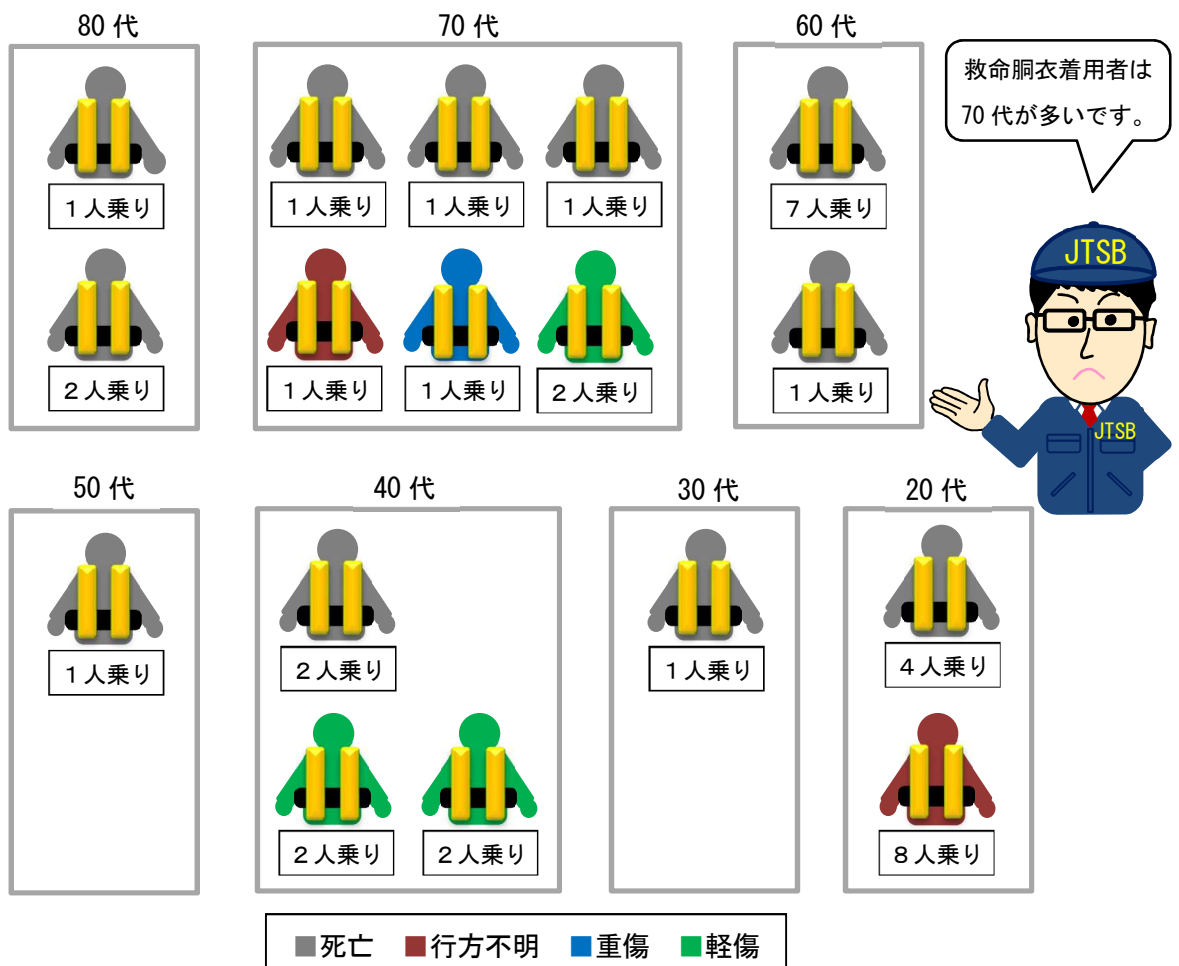 80代
70代
60代
救命胴衣着用者は
70代が多いです。
1人乗り
1人乗り
1人乗り
1人乗り
7人乗り
JTSB
2人乗り
1人乗り
1人乗り
2人乗り
1人乗り
JTSB
50代
40代
30代
20代
1人乗り
2人乗り
1人乗り
4人乗り
2人乗り
2人乗り
8人乗り
■死亡 ■行方不明 ■重傷 ■軽傷